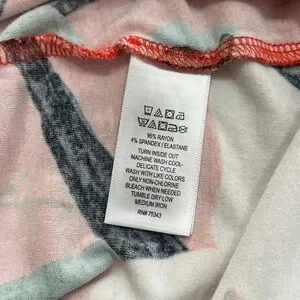 96% RAYON
4% SPANDEX / ELASTANE
TURN INSIDE OUT
MACHINE WASH COOL-
DELICATE CYCLE
WASH WITH LIKE COLORS
ONLY NON-CHLORINE
BLEACH WHEN NEEDED
TUMBLE DRY LOW
MEDIUM IRON
RN# 75343